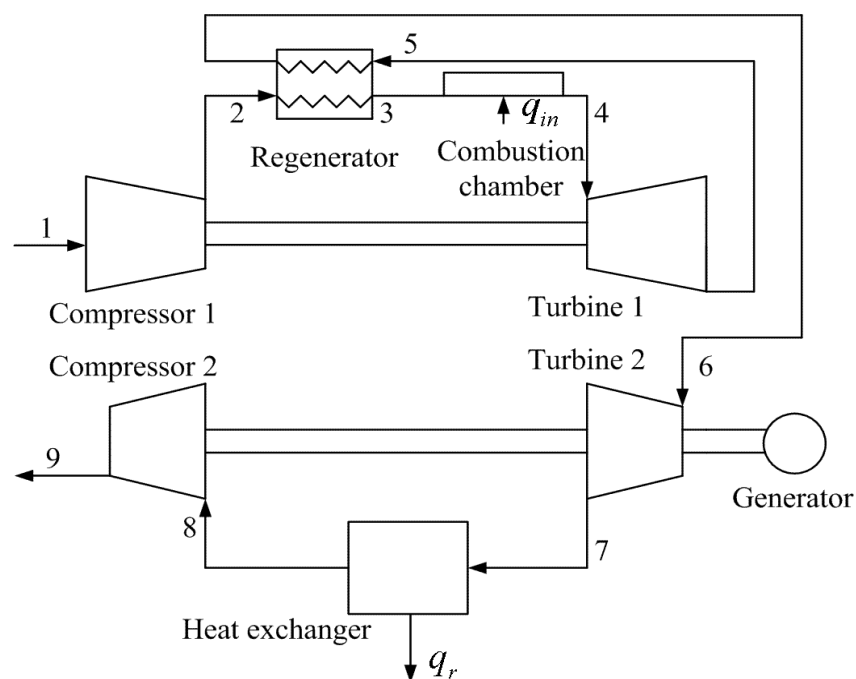 5
2
3
q_in
4
Regenerator
Combustion
chamber
1
Compressor 1
Turbine 1
Compressor 2
Turbine 2
6
9
Generator
8
7
Heat exchanger
q_r